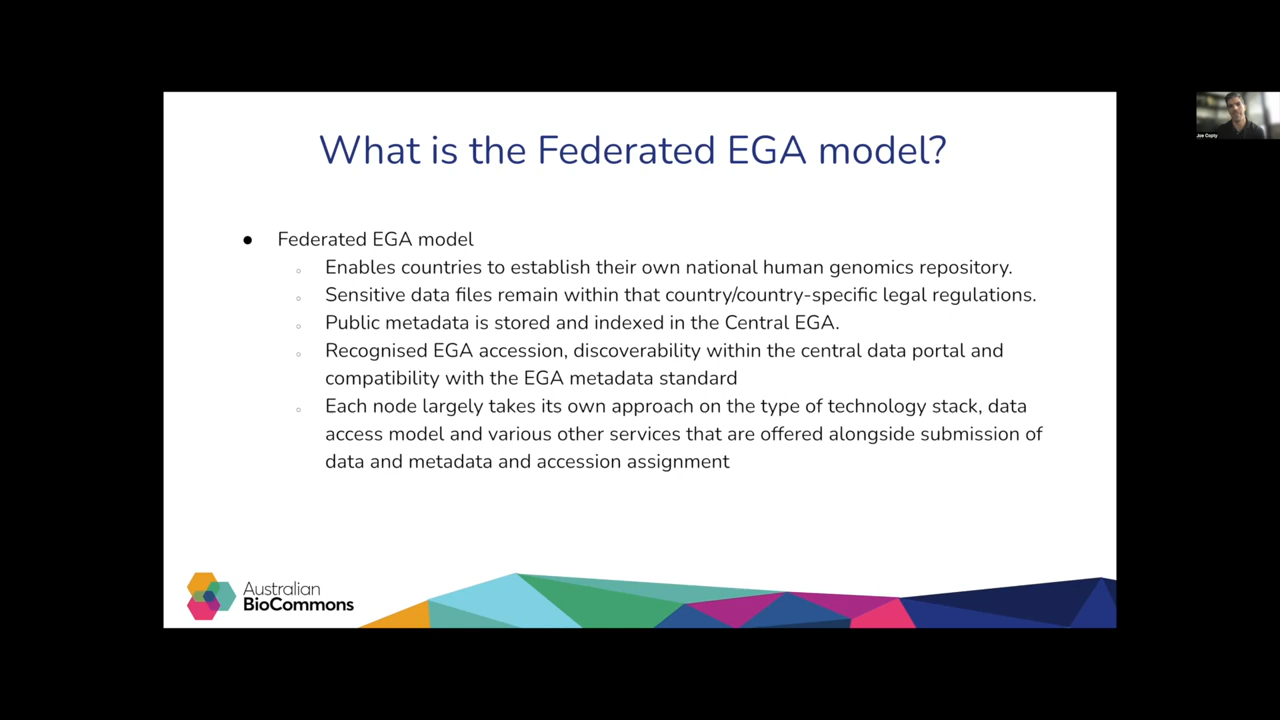 What is the Federated EGA model?
● Federated EGA model
○ Enables countries to establish their own national human genomics repository.
○ Sensitive data files remain within that country/country-specific legal regulations.
○ Public metadata is stored and indexed in the Central EGA.
○ Recognised EGA accession, discoverability within the central data portal and
compatibility with the EGA metadata standard
○ Each node largely takes its own approach on the type of technology stack, data
access model and various other services that are offered alongside submission of
data and metadata and accession assignment
Australian
BioCommons
Joe Copty